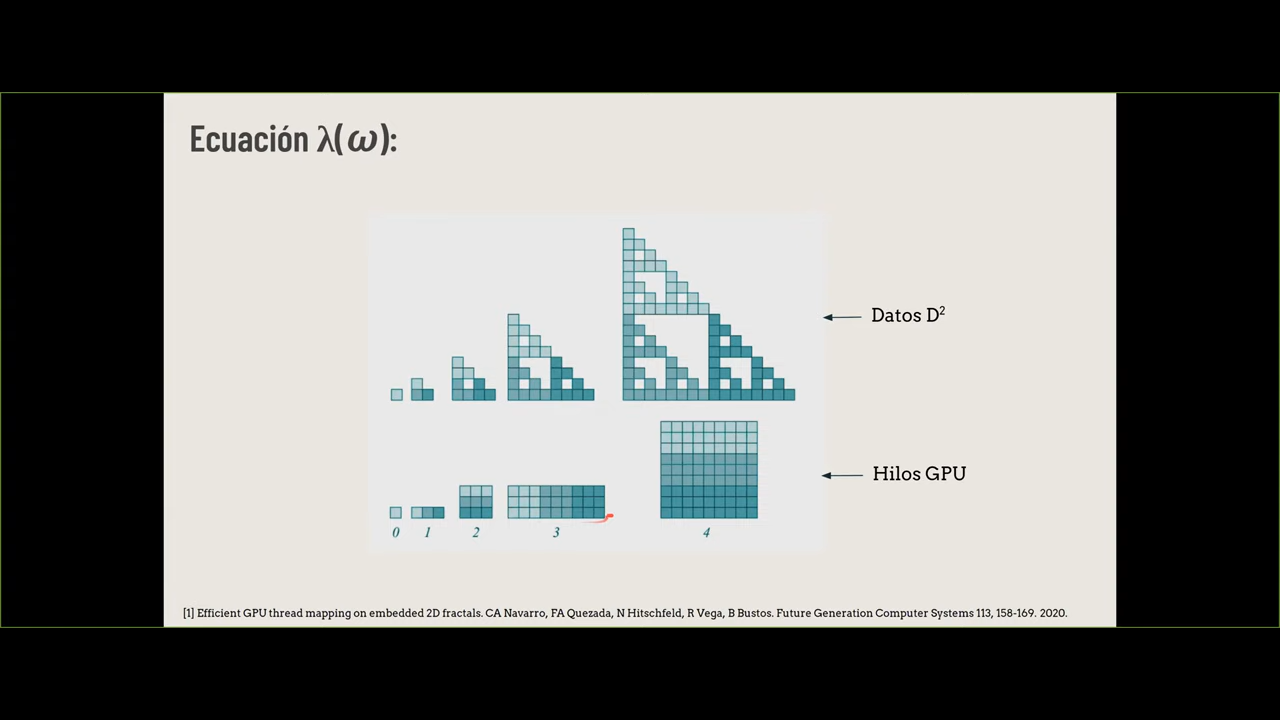 Ecuación λ(ω):
Datos D²
Hilos GPU
0 1 2 3 4
[1] Efficient GPU thread mapping on embedded 2D fractals. CA Navarro, FA Quezada, N Hitschfeld, R Vega, B Bustos. Future Generation Computer Systems 113, 158-169. 2020.